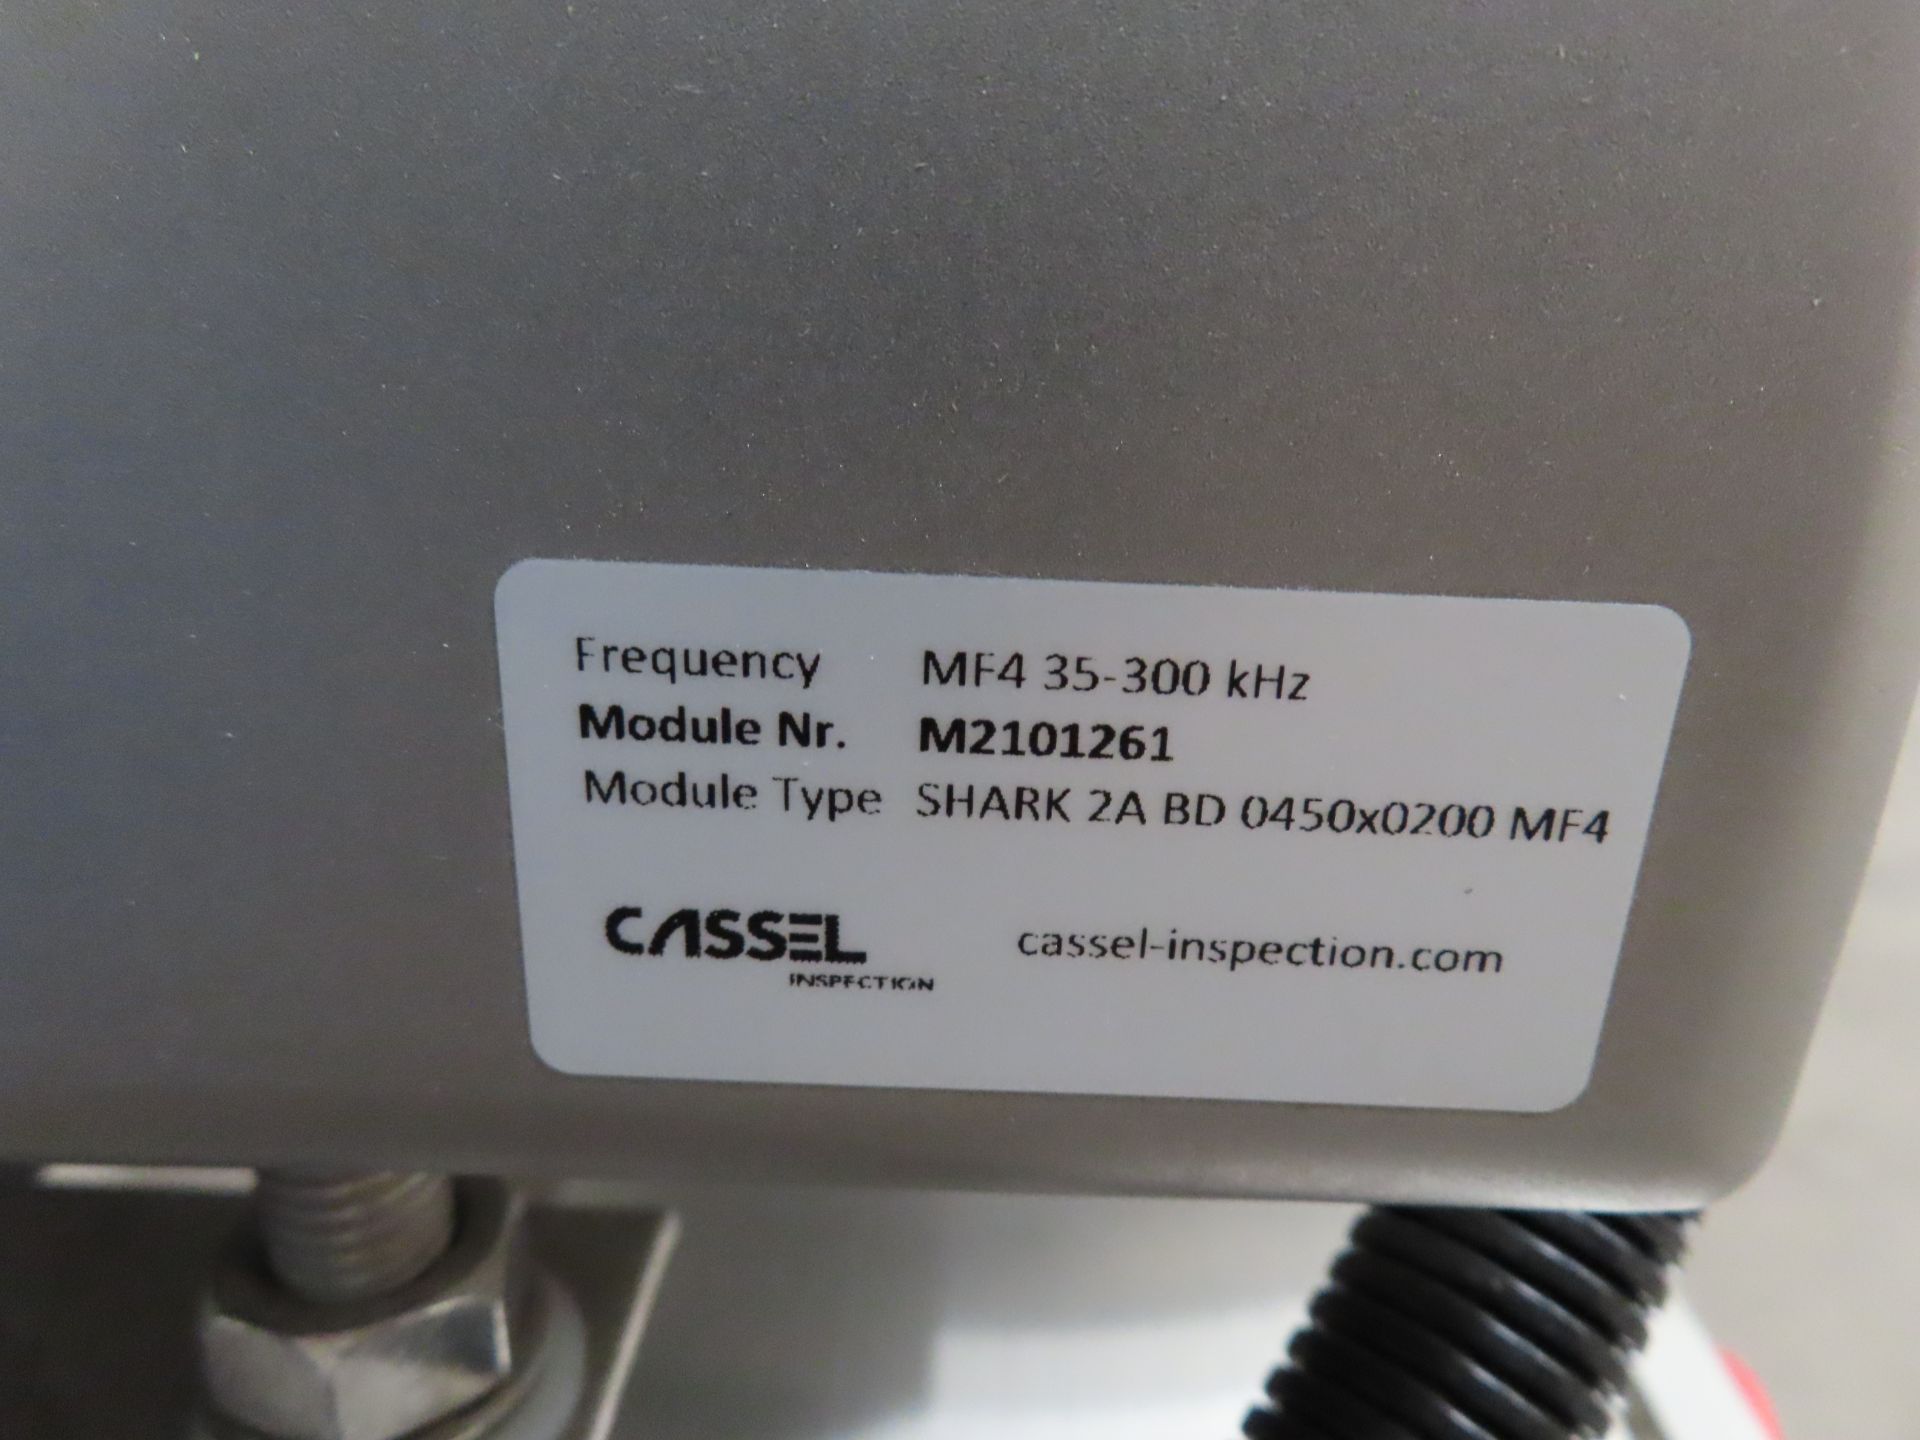 Frequency MF4 35-300 kHz
Module Nr. M2101261
Module Type SHARK 2A BD 0450x0200 MF4
CASSEL cassel-inspection.com
INSPECTION